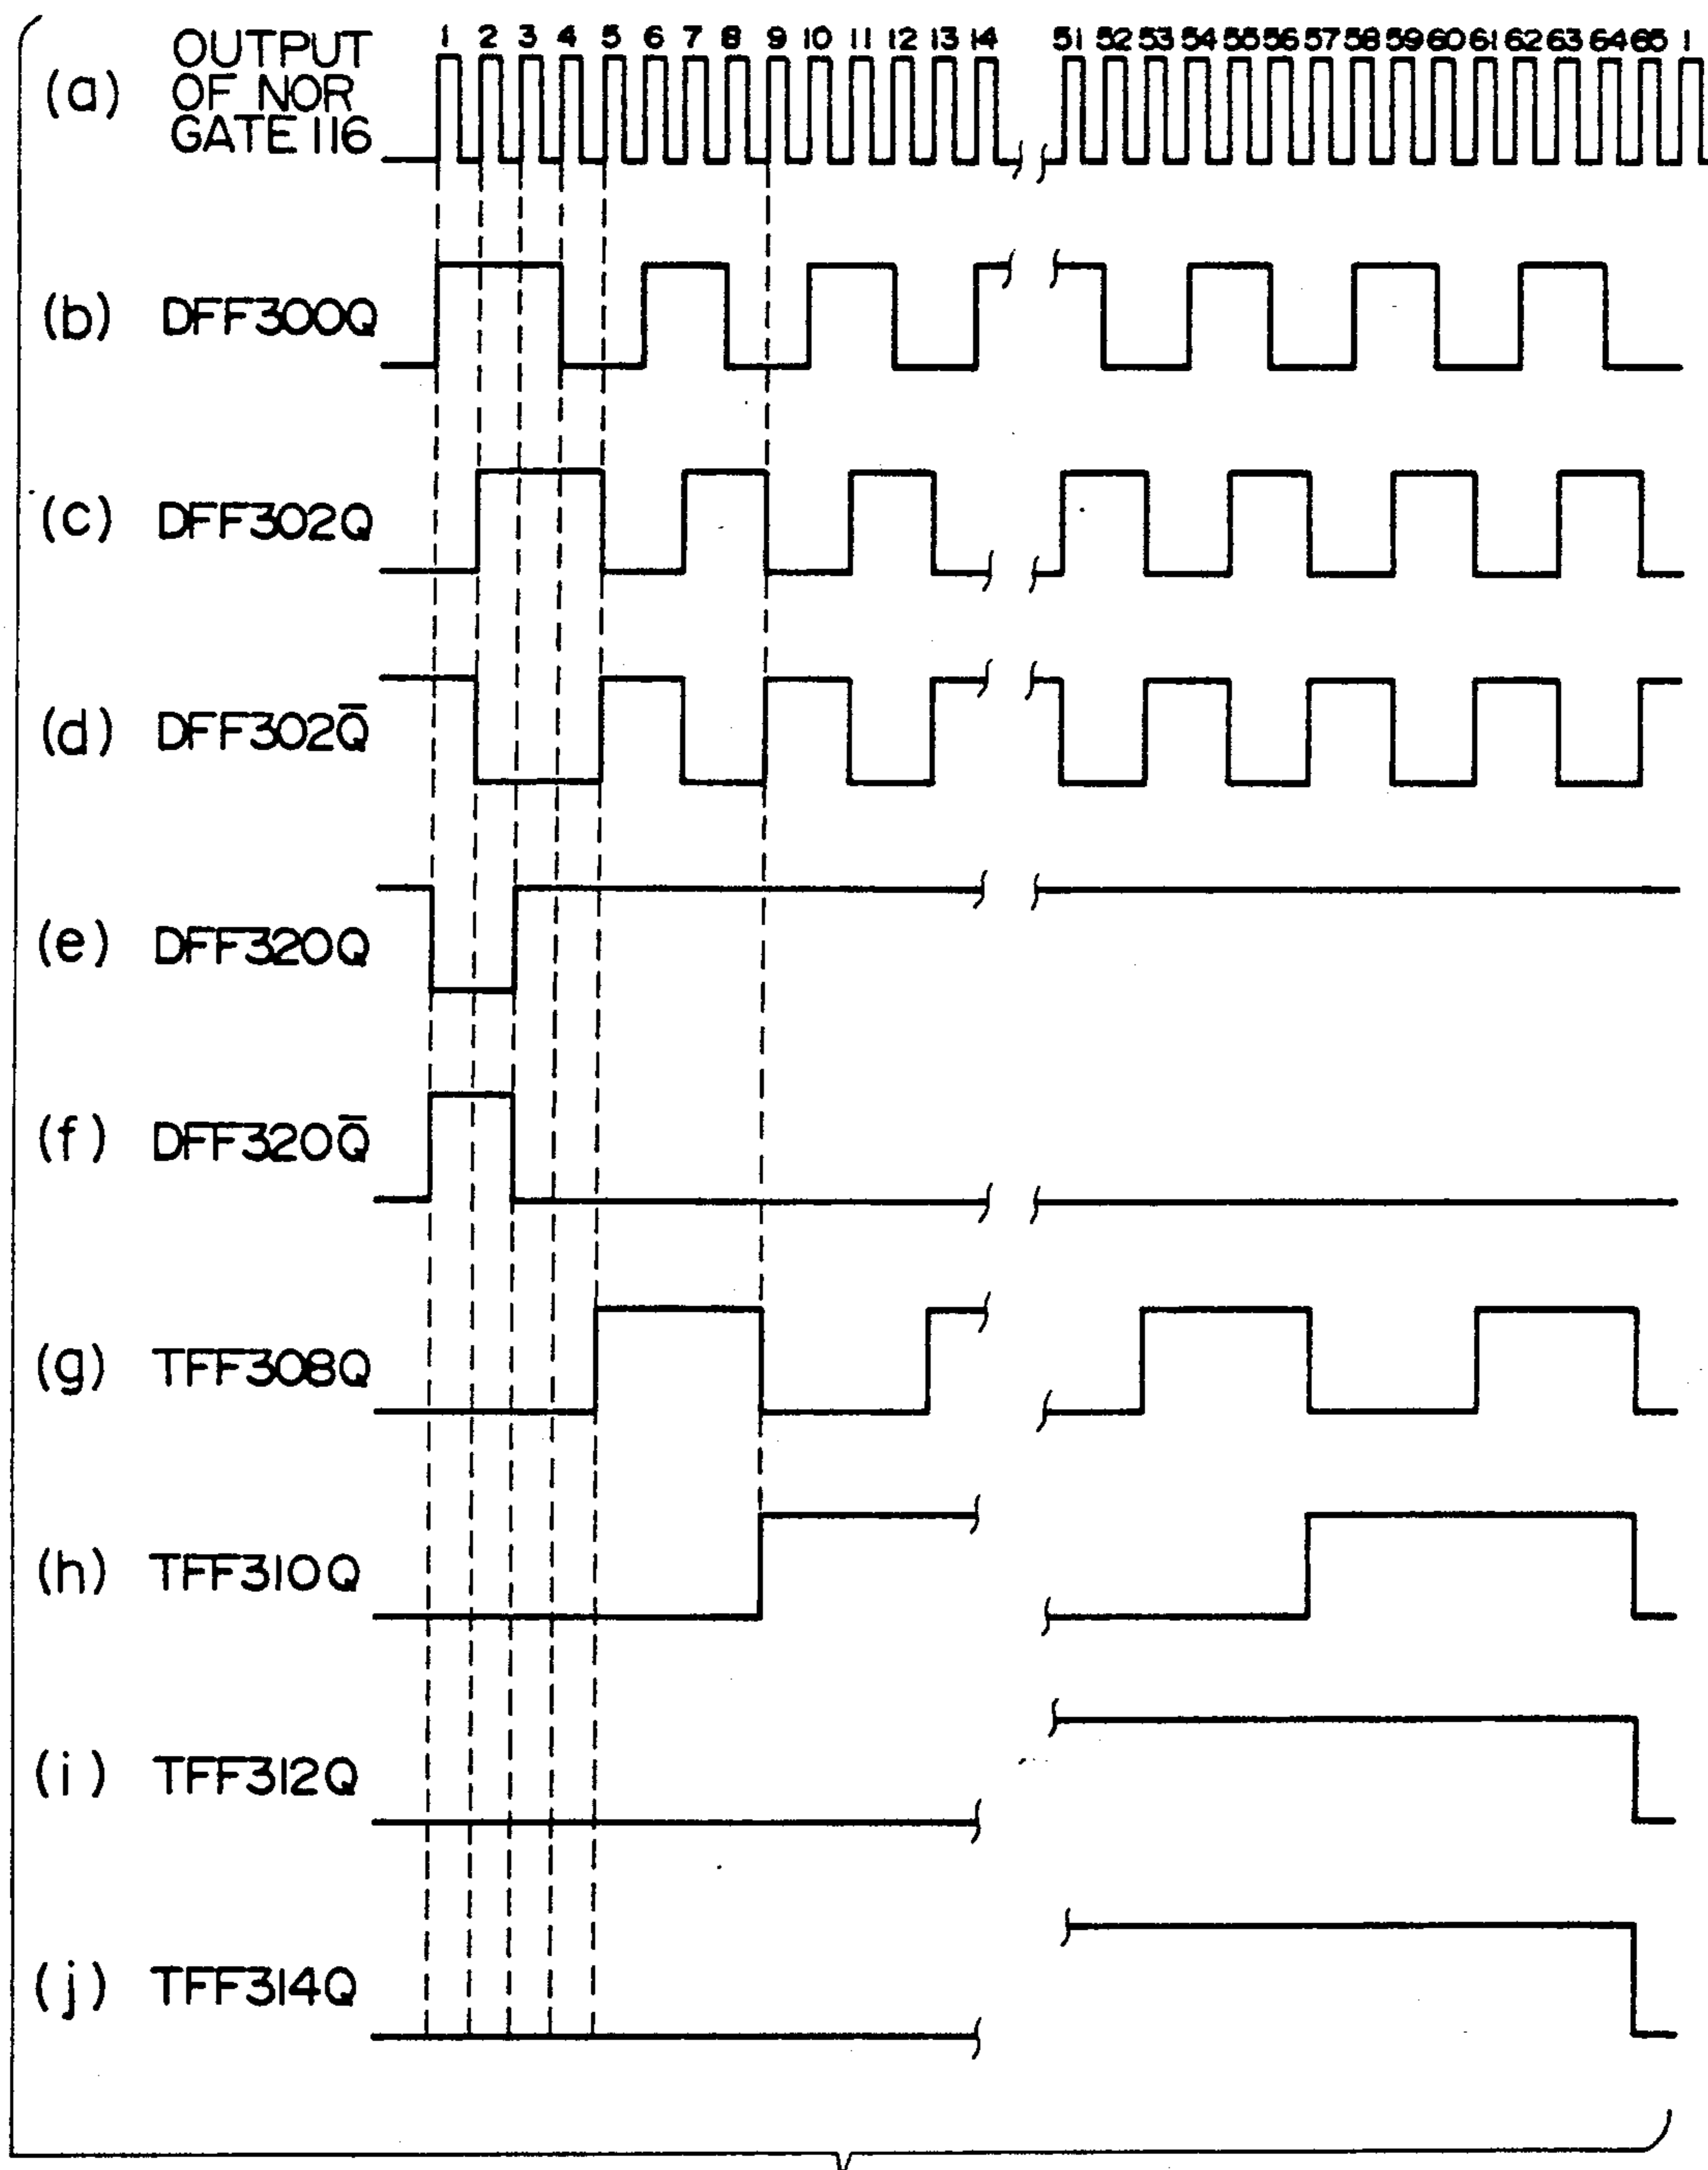 1 2 3 4 5 6 7 8 9 10 11 12 13 14 51 52 53 54 55 56 57 58 59 60 61 62 63 64 65 1
(a) OUTPUT
OF NOR
GATE 116
(b) DFF300Q
(c) DFF302Q
(d) DFF302Q̅
(e) DFF320Q
(f) DFF320Q̅
(g) TFF308Q
(h) TFF310Q
(i) TFF312Q
(j) TFF314Q